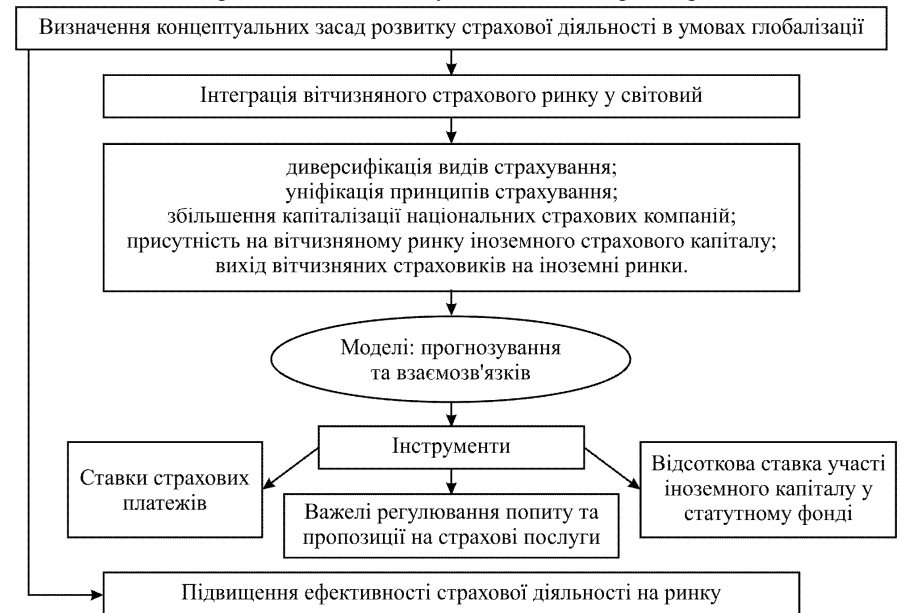 Визначення концептуальних засад розвитку страхової діяльності в умовах глобалізації
Інтеграція вітчизняного страхового ринку у світовий
диверсифікація видів страхування;
уніфікація принципів страхування;
збільшення капіталізації національних страхових компаній;
присутність на вітчизняному ринку іноземного страхового капіталу;
вихід вітчизняних страховиків на іноземні ринки.
Моделі: прогнозування
та взаємозв'язків
Інструменти
Ставки страхових
платежів
Важелі регулювання попиту та
пропозиції на страхові послуги
Відсоткова ставка участі
іноземного капіталу у
статутному фонді
Підвищення ефективності страхової діяльності на ринку